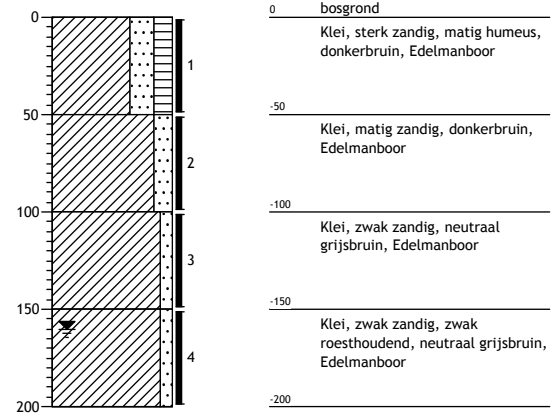 0
50
100
150
200
1
2
3
4
0
bosgrond
Klei, sterk zandig, matig humeus,
donkerbruin, Edelmanboor
-50
Klei, matig zandig, donkerbruin,
Edelmanboor
-100
Klei, zwak zandig, neutraal
grijsbruin, Edelmanboor
-150
Klei, zwak zandig, zwak
roesthoudend, neutraal grijsbruin,
Edelmanboor
-200